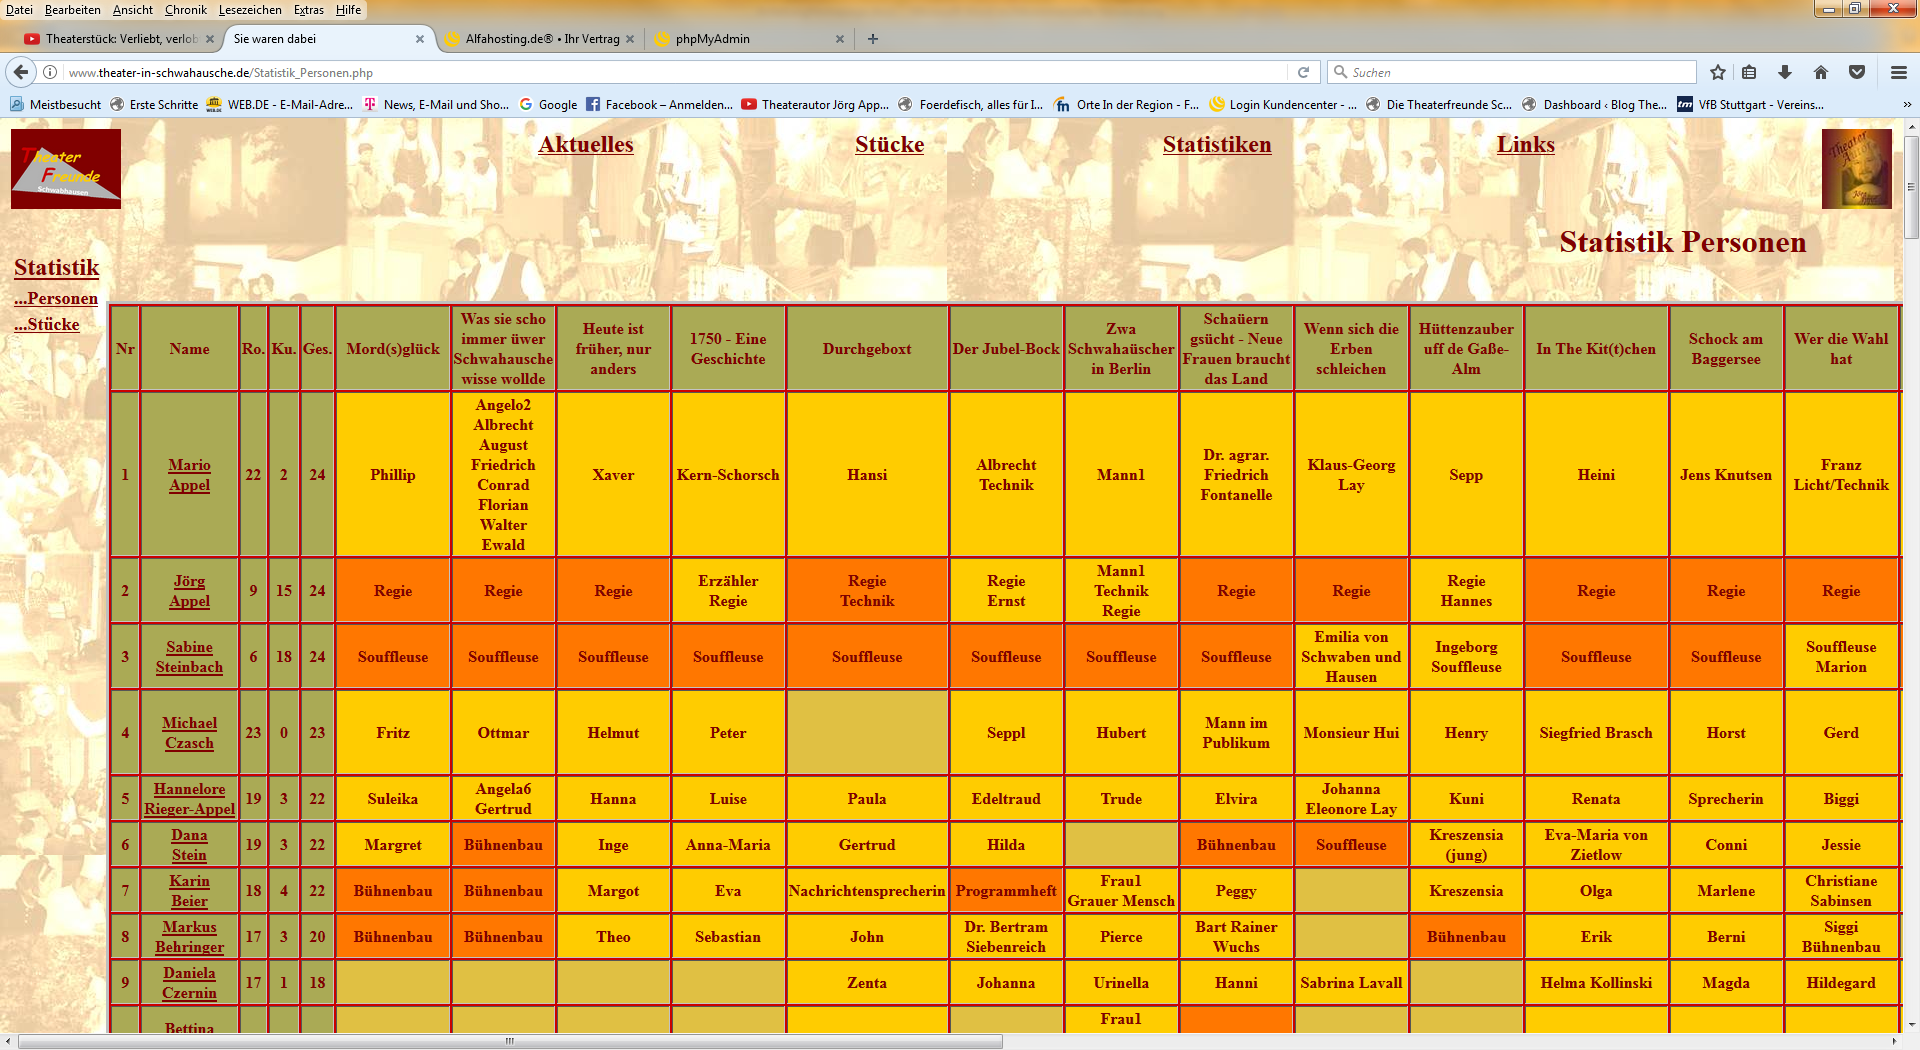 Datei Bearbeiten Ansicht Chronik Lesezeichen Extras Hilfe
Theaterstück: Verliebt, verlob
Sie waren dabei
Alfahosting.de® • Ihr Vertrag
phpMyAdmin
www.theater-in-schwahausche.de/Statistik_Personen.php
Suchen
Meistbesucht Erste Schritte WEB.DE - E-Mail-Adre... News, E-Mail und Sho... Google Facebook – Anmelden... Theaterautor Jörg App... Foerdefisch, alles für I... Orte In der Region - F... Login Kundencenter - ... Die Theaterfreunde Sc... Dashboard ‹ Blog The... VfB Stuttgart - Vereins...
Theater
Freunde
Schwabhausen
Aktuelles Stücke Statistiken Links
Statistik Personen
Statistik
...Personen
...Stücke
Nr Name Ro. Ku. Ges. Mord(s)glück Was sie scho immer üwer Schwahausche wisse wollde Heute ist früher, nur anders 1750 - Eine Geschichte Durchgeboxt Der Jubel-Bock Zwa Schwahaüscher in Berlin Schaüern gsücht - Neue Frauen braucht das Land Wenn sich die Erben schleichen Hüttenzauber uff de Gaße-Alm In The Kit(t)chen Schock am Baggersee Wer die Wahl hat
1 Mario Appel 22 2 24 Phillip Angelo2 Albrecht August Friedrich Conrad Florian Walter Ewald Xaver Kern-Schorsch Hansi Albrecht Technik Mann1 Dr. agrar. Friedrich Fontanelle Klaus-Georg Lay Sepp Heini Jens Knutsen Franz Licht/Technik
2 Jörg Appel 9 15 24 Regie Regie Regie Erzähler Regie Regie Technik Regie Ernst Mann1 Technik Regie Regie Regie Regie Hannes Regie Regie Regie
3 Sabine Steinbach 6 18 24 Souffleuse Souffleuse Souffleuse Souffleuse Souffleuse Souffleuse Souffleuse Souffleuse Emilia von Schwaben und Hausen Ingeborg Souffleuse Souffleuse Souffleuse Souffleuse Marion
4 Michael Czasch 23 0 23 Fritz Ottmar Helmut Peter Seppl Hubert Mann im Publikum Monsieur Hui Henry Siegfried Brasch Horst Gerd
5 Hannelore Rieger-Appel 19 3 22 Suleika Angela6 Gertrud Hanna Luise Paula Edeltraud Trude Elvira Johanna Eleonore Lay Kuni Renata Sprecherin Biggi
6 Dana Stein 19 3 22 Margret Bühnenbau Inge Anna-Maria Gertrud Hilda Bühnenbau Souffleuse Kreszensia (jung) Eva-Maria von Zietlow Conni Jessie
7 Karin Beier 18 4 22 Bühnenbau Bühnenbau Margot Eva Nachrichtensprecherin Programmheft Frau1 Grauer Mensch Peggy Kreszensia Olga Marlene Christiane Sabinsen
8 Markus Behringer 17 3 20 Bühnenbau Bühnenbau Theo Sebastian John Dr. Bertram Siebenreich Pierce Bart Rainer Wuchs Bühnenbau Erik Berni Siggi Bühnenbau
9 Daniela Czernin 17 1 18 Zenta Johanna Urinella Hanni Sabrina Lavall Helma Kollinski Magda Hildegard
Bettina Frau1